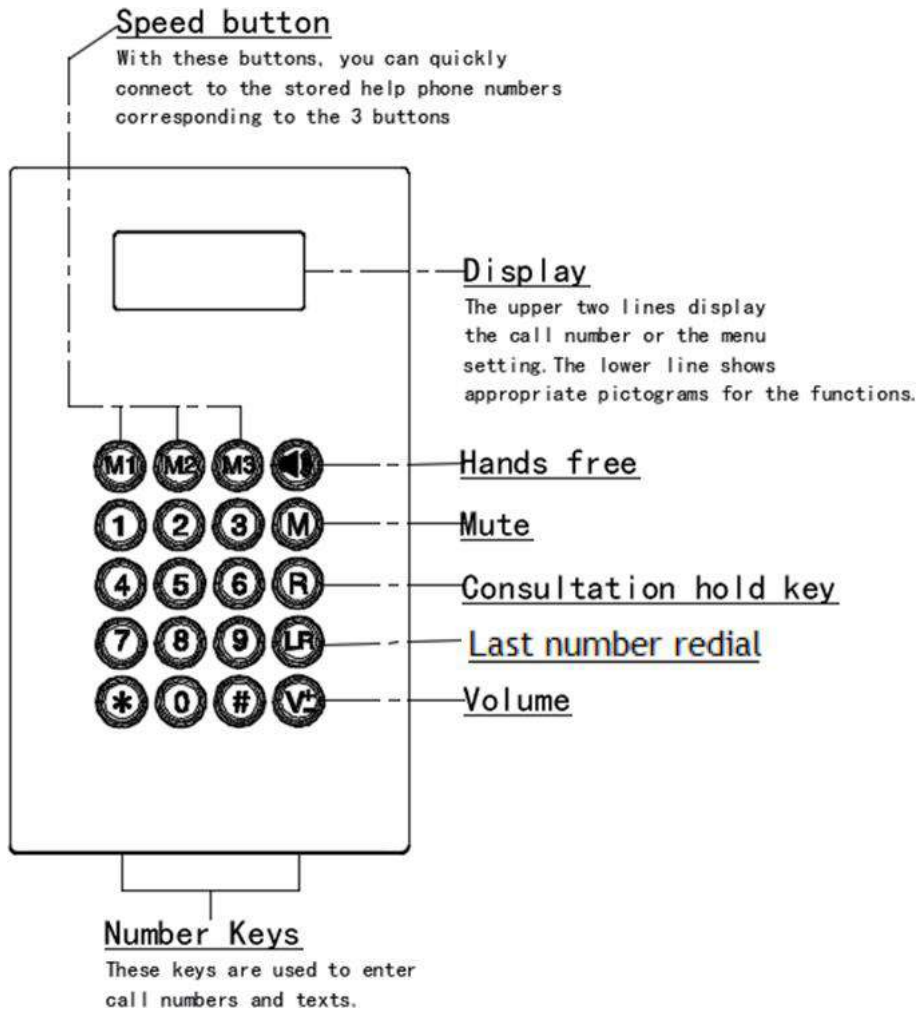 Speed button
With these buttons, you can quickly
connect to the stored help phone numbers
corresponding to the 3 buttons
Display
The upper two lines display
the call number or the menu
setting. The lower line shows
appropriate pictograms for the functions.
M1 M2 M3
Hands free
1 2 3 M
Mute
4 5 6 R
Consultation hold key
7 8 9 LR
Last number redial
* 0 # V+-
Volume
Number Keys
These keys are used to enter
call numbers and texts.